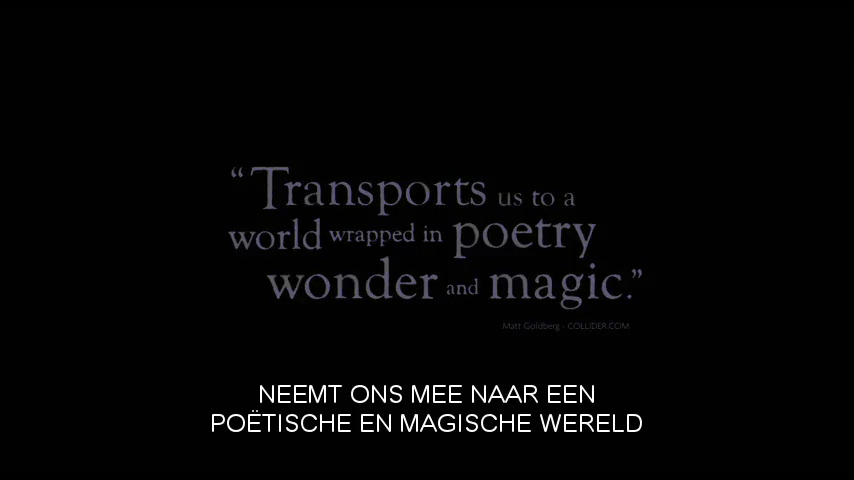 “Transports us to a
world wrapped in poetry
wonder and magic.”
Matt Goldberg - COLLIDER.COM
NEEMT ONS MEE NAAR EEN
POËTISCHE EN MAGISCHE WERELD